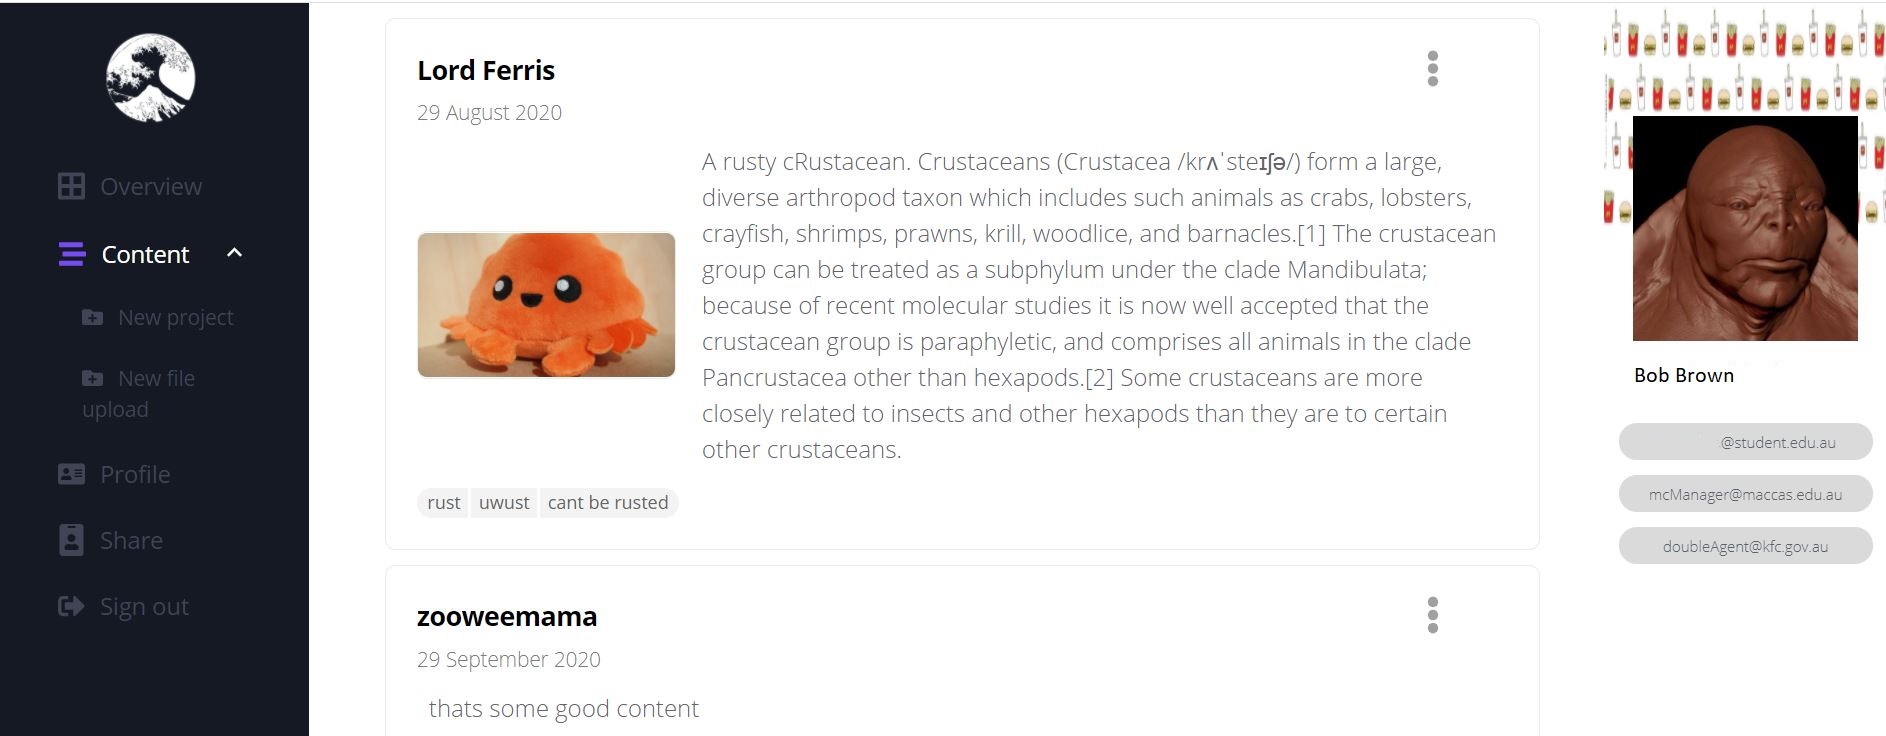 Overview
Content
New project
New file
upload
Profile
Share
Sign out
Lord Ferris
29 August 2020
A rusty cRustacean. Crustaceans (Crustacea /krʌˈsteɪʃə/) form a large,
diverse arthropod taxon which includes such animals as crabs, lobsters,
crayfish, shrimps, prawns, krill, woodlice, and barnacles.[1] The crustacean
group can be treated as a subphylum under the clade Mandibulata;
because of recent molecular studies it is now well accepted that the
crustacean group is paraphyletic, and comprises all animals in the clade
Pancrustacea other than hexapods.[2] Some crustaceans are more
closely related to insects and other hexapods than they are to certain
other crustaceans.
rust uwust cant be rusted
zooweemama
29 September 2020
thats some good content
Bob Brown
@student.edu.au
mcManager@maccas.edu.au
doubleAgent@kfc.gov.au